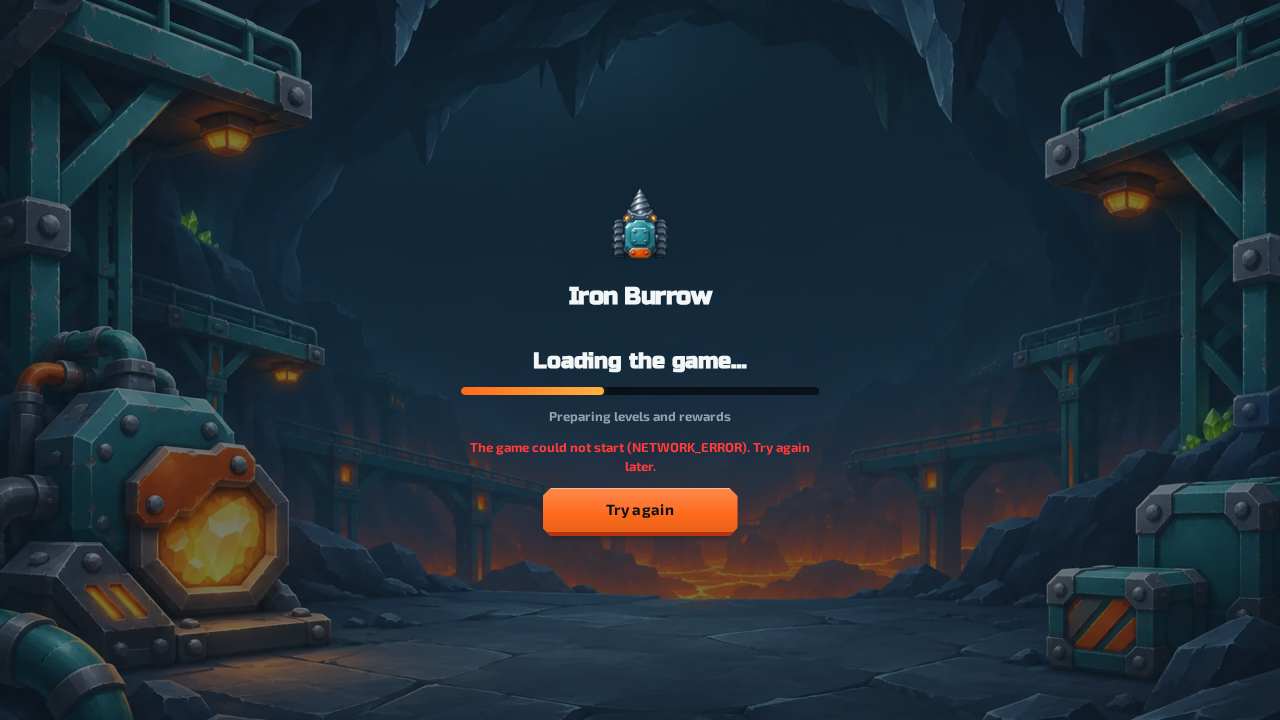 Iron Burrow
Loading the game...
Preparing levels and rewards
The game could not start (NETWORK_ERROR). Try again
later.
Try again